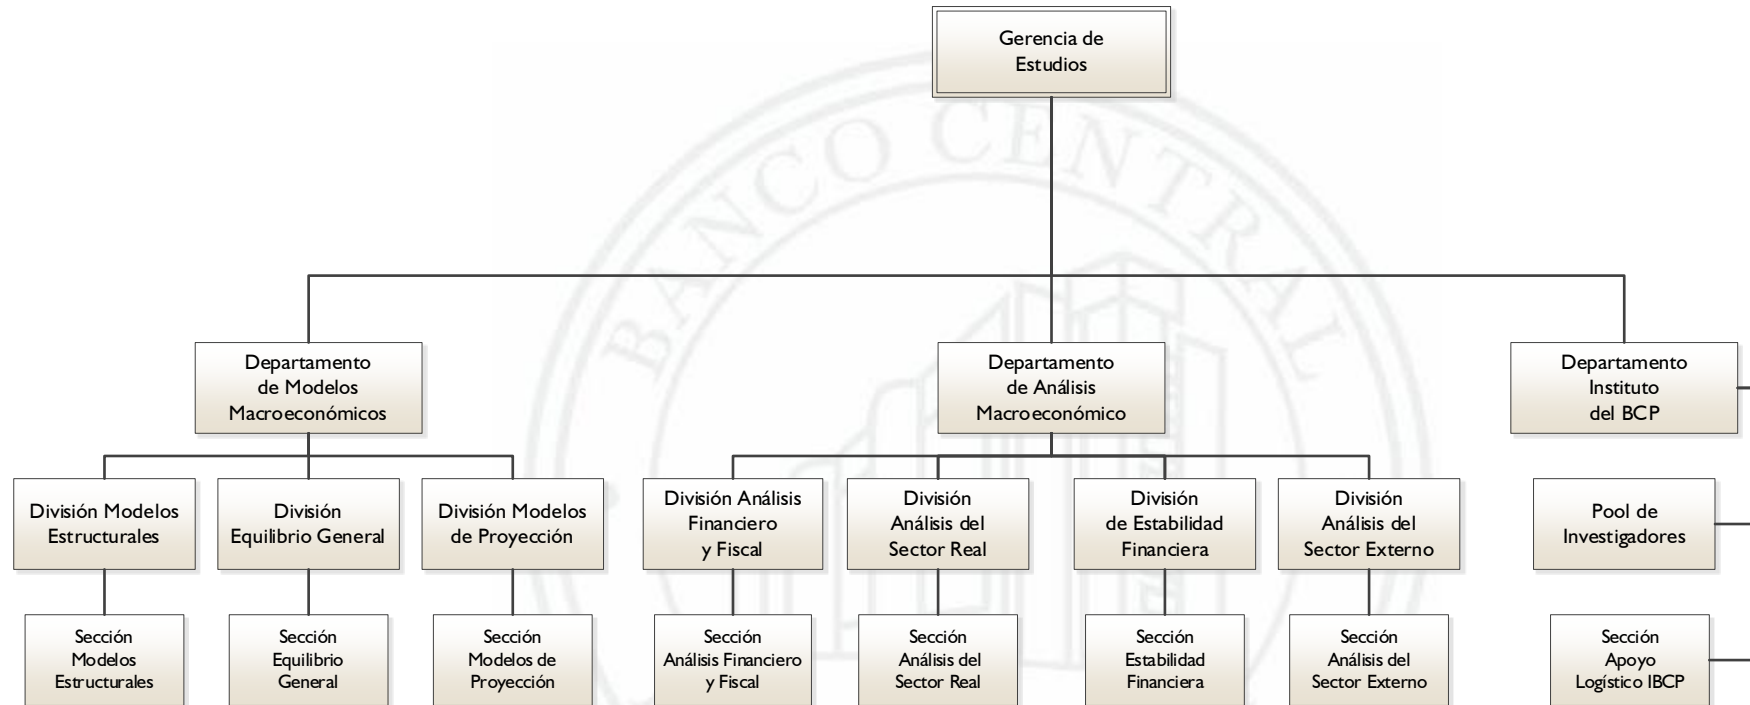 Gerencia de
Estudios
BANCO CENTRAL
Departamento
de Modelos
Macroeconómicos
Departamento
de Análisis
Macroeconómico
Departamento
Instituto
del BCP
División Modelos
Estructurales
División
Equilibrio General
División Modelos
de Proyección
División Análisis
Financiero
y Fiscal
División
Análisis del
Sector Real
División
de Estabilidad
Financiera
División
Análisis del
Sector Externo
Pool de
Investigadores
Sección
Modelos
Estructurales
Sección
Equilibrio
General
Sección
Modelos de
Proyección
Sección
Análisis Financiero
y Fiscal
Sección
Análisis del
Sector Real
Sección
Estabilidad
Financiera
Sección
Análisis del
Sector Externo
Sección
Apoyo
Logístico IBCP